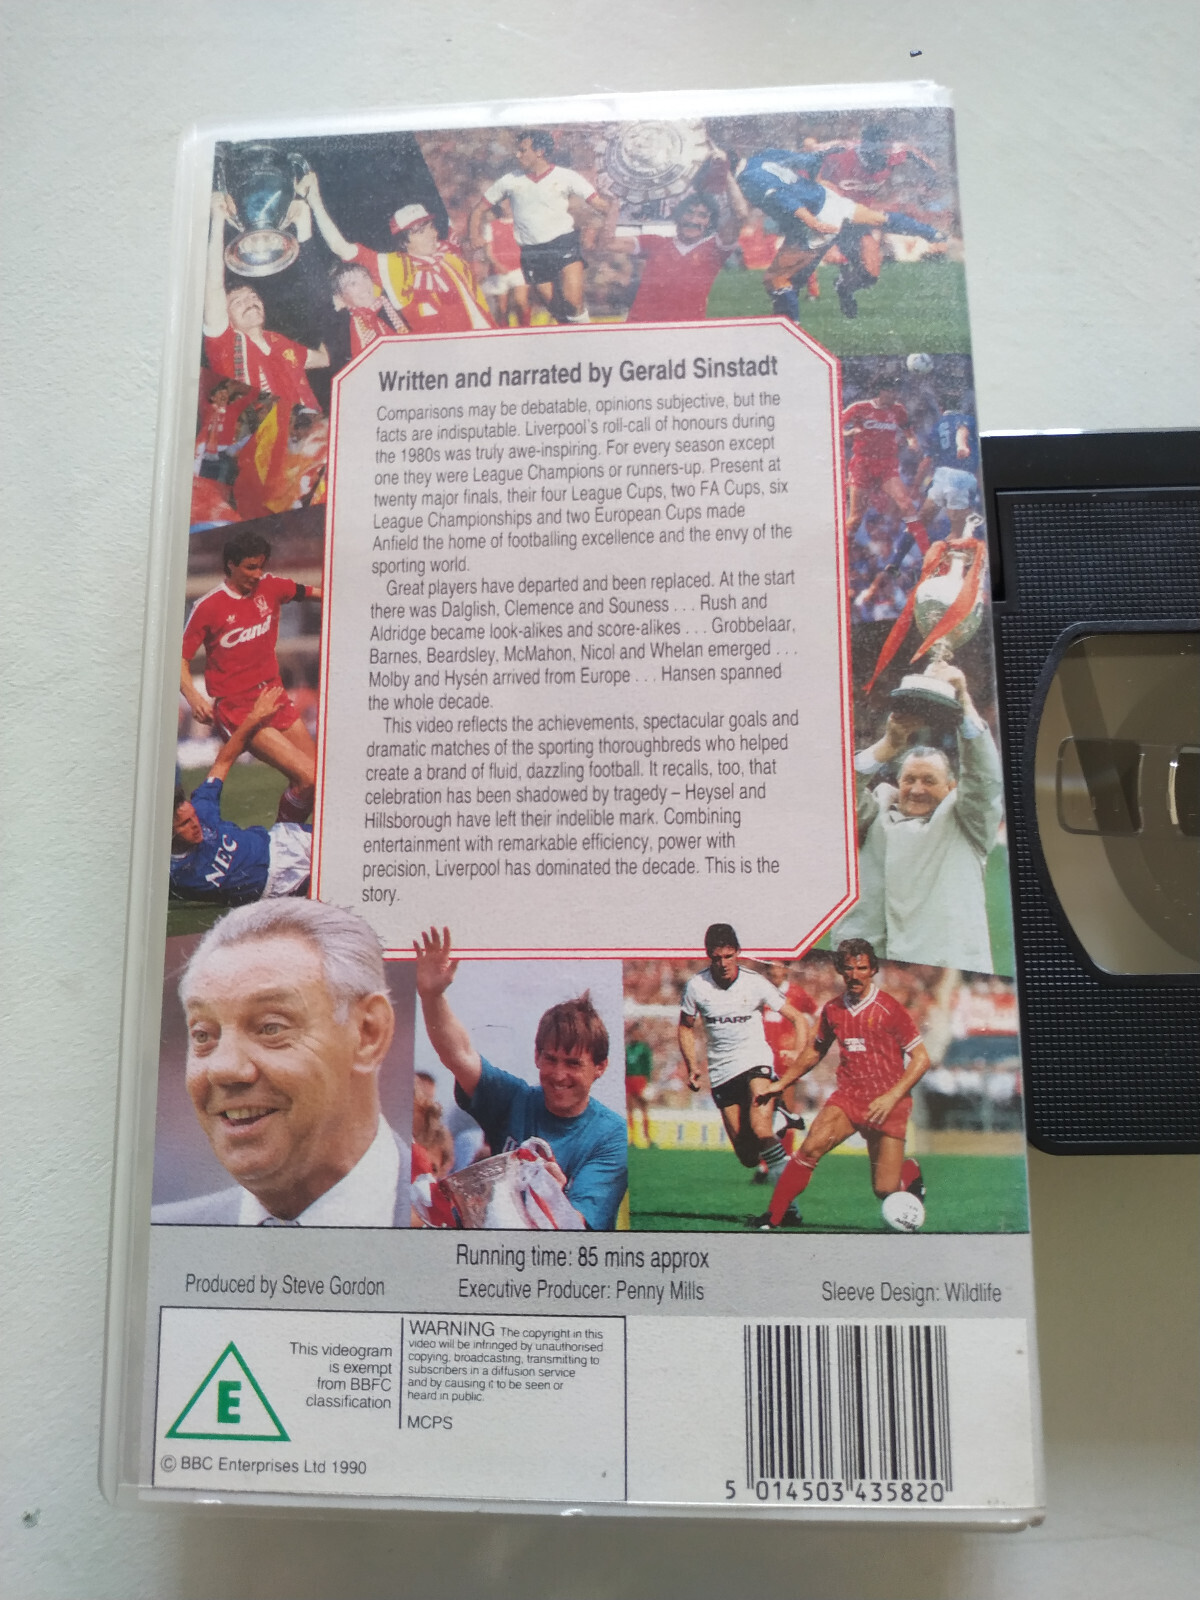 Written and narrated by Gerald Sinstadt
Comparisons may be debatable, opinions subjective, but the
facts are indisputable. Liverpool's roll-call of honours during
the 1980s was truly awe-inspiring. For every season except
one they were League Champions or runners-up. Present at
twenty major finals, their four League Cups, two FA Cups, six
League Championships and two European Cups made
Anfield the home of footballing excellence and the envy of the
sporting world.
Great players have departed and been replaced. At the start
there was Dalglish, Clemence and Souness . . . Rush and
Aldridge became look-alikes and score-alikes . . . Grobbelaar,
Barnes, Beardsley, McMahon, Nicol and Whelan emerged . . .
Molby and Hysén arrived from Europe . . . Hansen spanned
the whole decade.
This video reflects the achievements, spectacular goals and
dramatic matches of the sporting thoroughbreds who helped
create a brand of fluid, dazzling football. It recalls, too, that
celebration has been shadowed by tragedy – Heysel and
Hillsborough have left their indelible mark. Combining
entertainment with remarkable efficiency, power with
precision, Liverpool has dominated the decade. This is the
story.
Candy
Cand
NEC
SHARP
Running time: 85 mins approx
Produced by Steve Gordon
Executive Producer: Penny Mills
Sleeve Design: Wildlife
E
This videogram
is exempt
from BBFC
classification
WARNING The copyright in this
video will be infringed by unauthorised
copying, broadcasting, transmitting to
subscribers in a diffusion service
and by causing it to be seen or
heard in public.
MCPS
© BBC Enterprises Ltd 1990
5 014503 435820